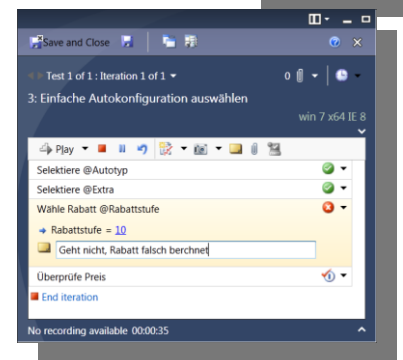 Save and Close
Test 1 of 1 : Iteration 1 of 1
0
3: Einfache Autokonfiguration auswählen
win 7 x64 IE 8
Play
Selektiere @Autotyp
Selektiere @Extra
Wähle Rabatt @Rabattstufe
Rabattstufe = 10
Geht nicht, Rabatt falsch berchnet
Überprüfe Preis
End iteration
No recording available 00:00:35